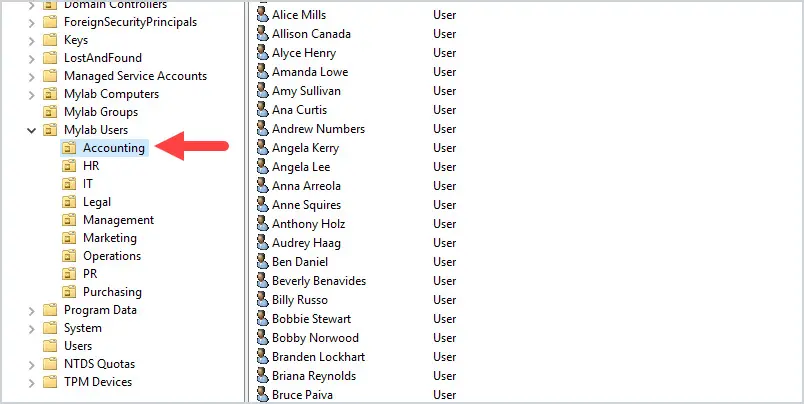 Domain Controllers
ForeignSecurityPrincipals
Keys
LostAndFound
Managed Service Accounts
Mylab Computers
Mylab Groups
Mylab Users
Accounting
HR
IT
Legal
Management
Marketing
Operations
PR
Purchasing
Program Data
System
Users
NTDS Quotas
TPM Devices
Alice Mills User
Allison Canada User
Alyce Henry User
Amanda Lowe User
Amy Sullivan User
Ana Curtis User
Andrew Numbers User
Angela Kerry User
Angela Lee User
Anna Arreola User
Anne Squires User
Anthony Holz User
Audrey Haag User
Ben Daniel User
Beverly Benavides User
Billy Russo User
Bobbie Stewart User
Bobby Norwood User
Branden Lockhart User
Briana Reynolds User
Bruce Paiva User